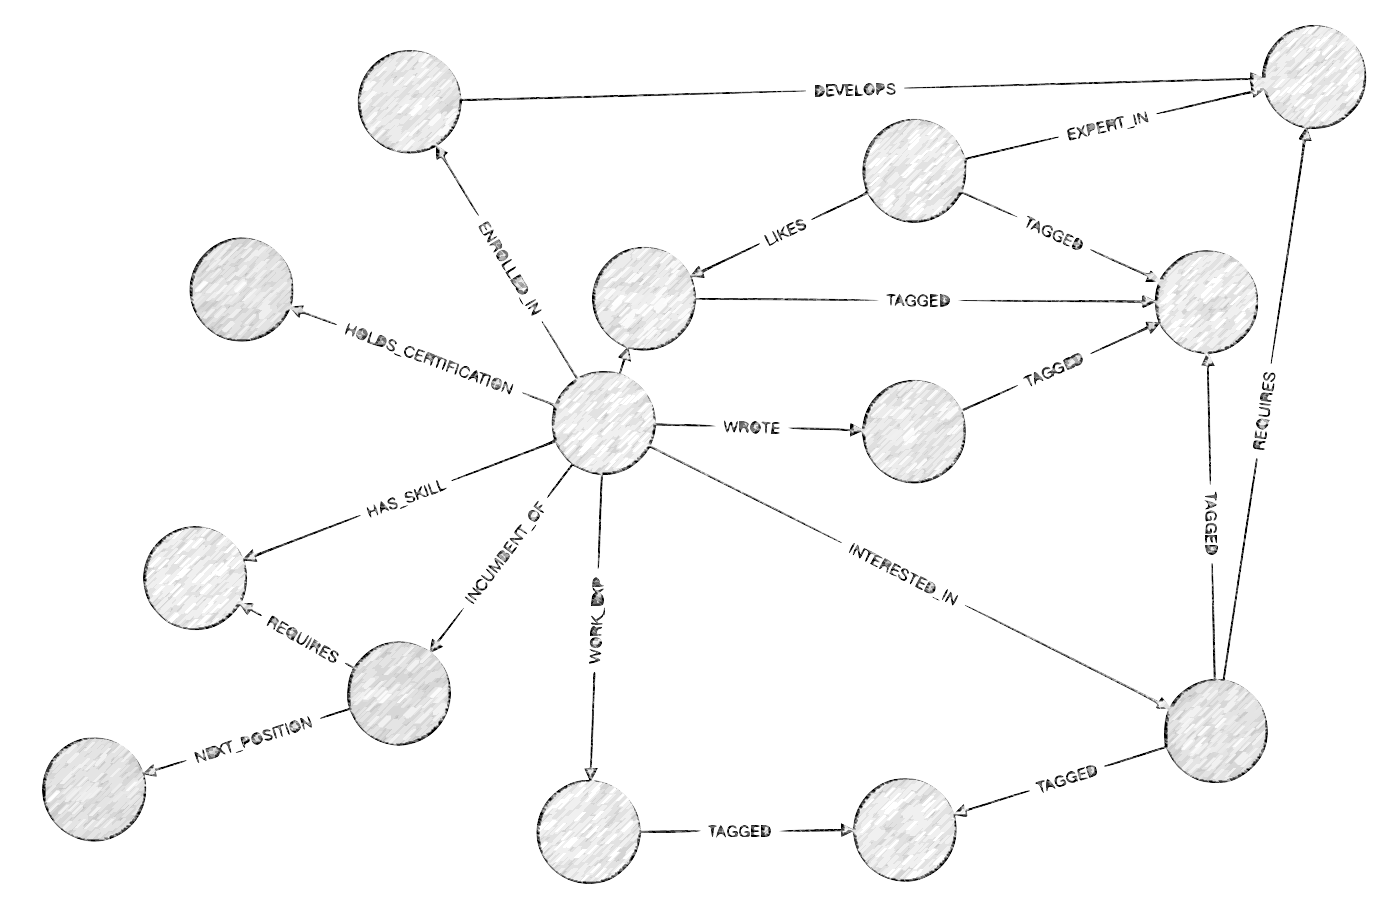 DEVELOPS
EXPERT_IN
LIKES
TAGGED
ENROLLED_IN
TAGGED
HOLDS_CERTIFICATION
TAGGED
REQUIRES
WROTE
HAS_SKILL
INCUMBENT_OF
TAGGED
INTERESTED_IN
WORK_EXP
REQUIRES
NEXT_POSITION
TAGGED
TAGGED